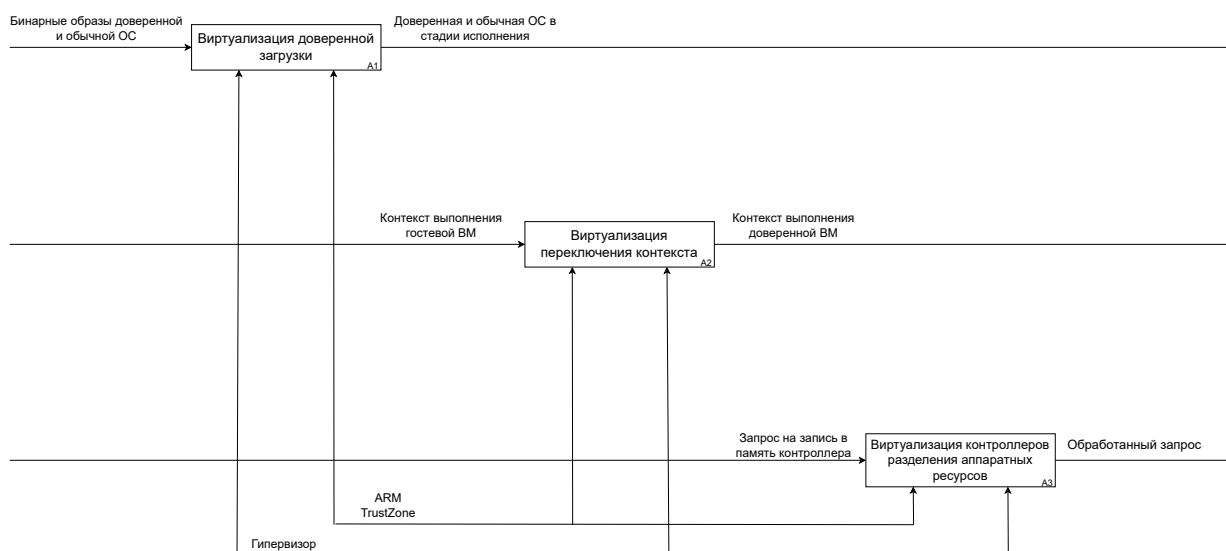 Бинарные образы доверенной
и обычной ОС
Виртуализация доверенной
загрузки
A1
Доверенная и обычная ОС в
стадии исполнения
Контекст выполнения
гостевой ВМ
Виртуализация
переключения контекста
A2
Контекст выполнения
доверенной ВМ
Запрос на запись в
память контроллера
Виртуализация контроллеров
разделения аппаратных
ресурсов
A3
Обработанный запрос
ARM
TrustZone
Гипервизор